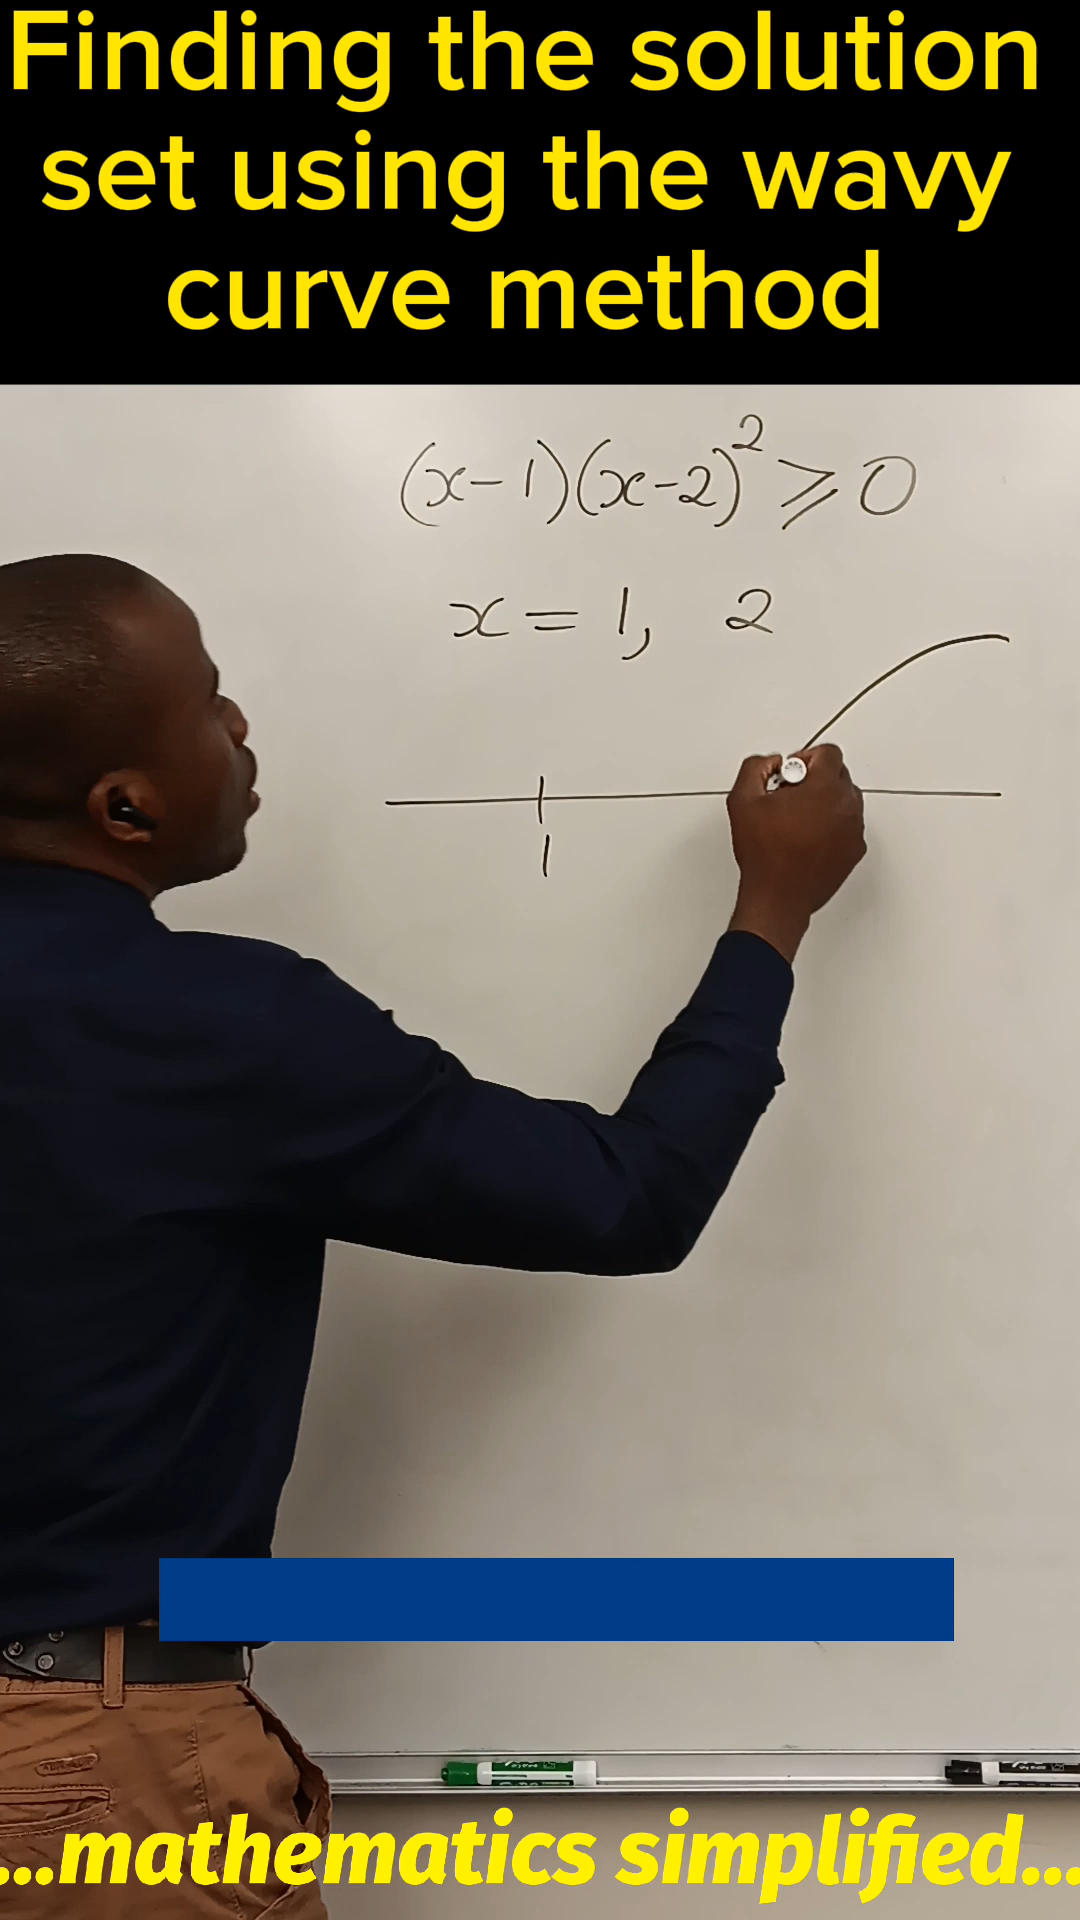 Finding the solution
set using the wavy
curve method
(x-1)(x-2)² ⩾ 0
x = 1, 2
1
...mathematics simplified...